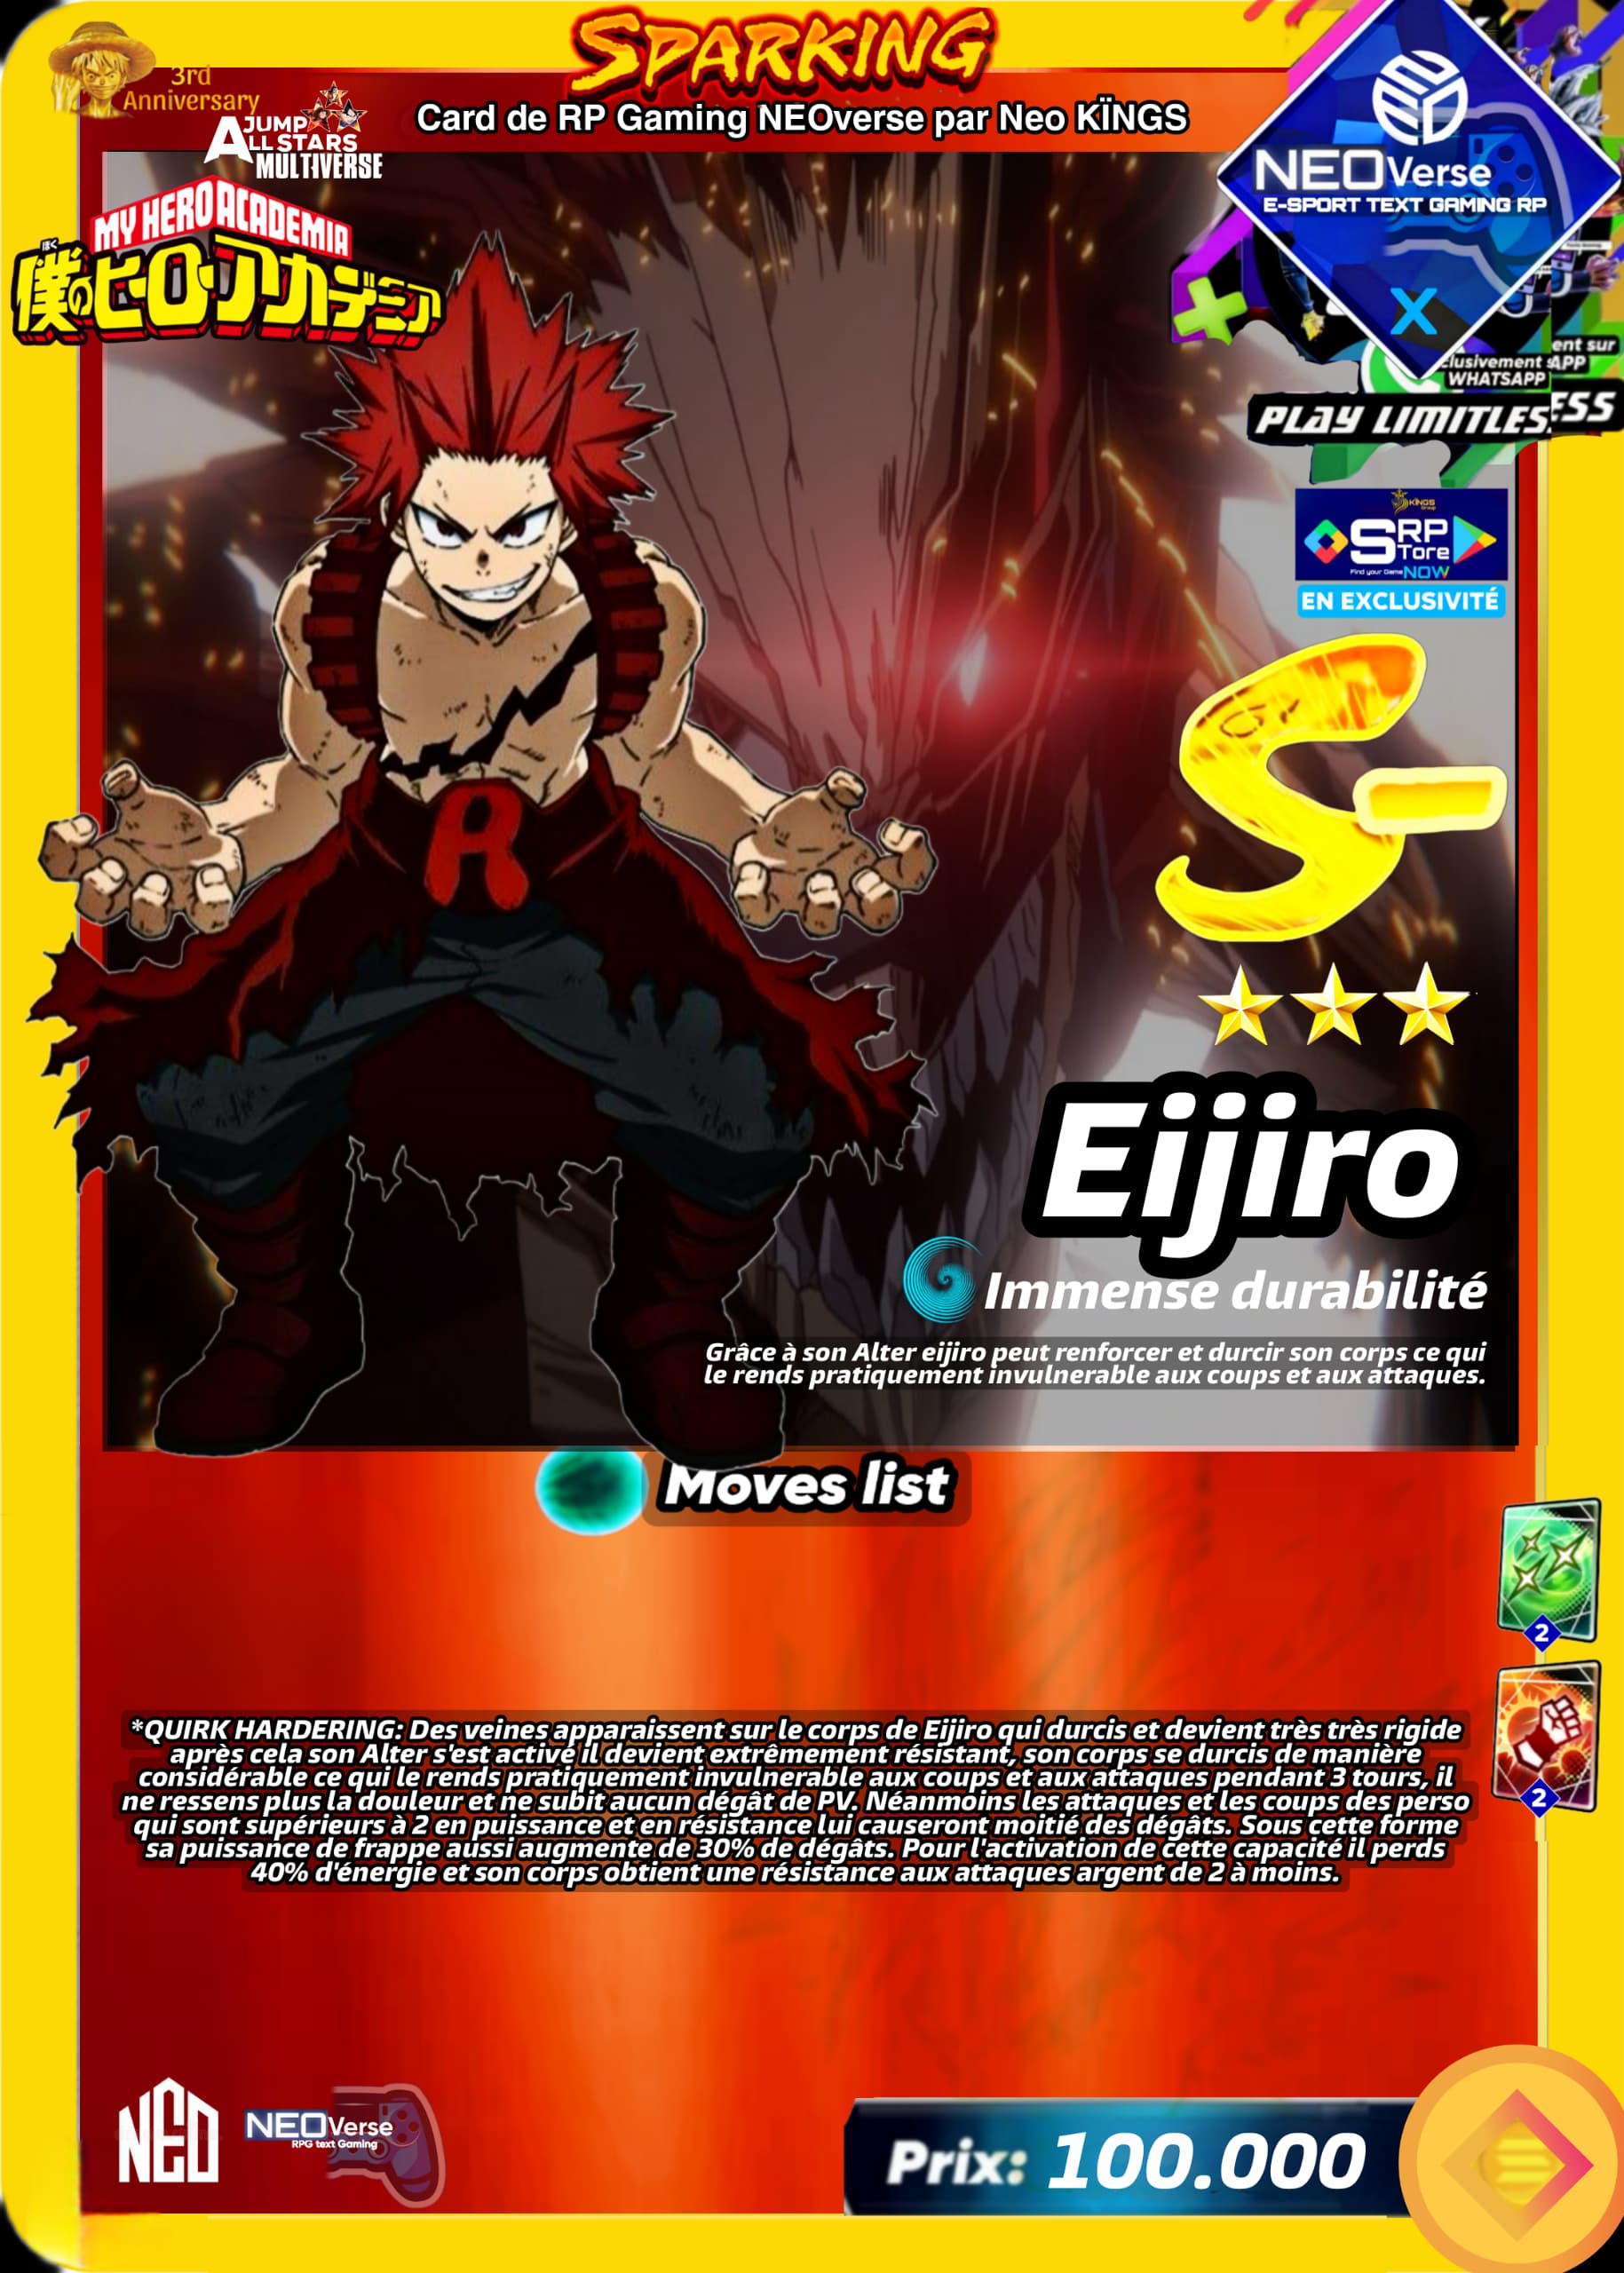 SPARKING
3rd
Anniversary
Card de RP Gaming NEOverse par Neo KÏNGS
JUMP
ALL STARS
MULTIVERSE
MY HERO ACADEMIA
僕のヒーローアカデミア
NEOVerse
E-SPORT TEXT GAMING RP
X
ent sur
clusivement sAPP
WHATSAPP
PLAY LIMITLES
ESS
KINGS
SRP
Tore
Find your Game NOW
EN EXCLUSIVITÉ
S-
R
Eijiro
Immense durabilité
Grâce à son Alter eijiro peut renforcer et durcir son corps ce qui
le rends pratiquement invulnerable aux coups et aux attaques.
Moves list
2
2
*QUIRK HARDERING: Des veines apparaissent sur le corps de Eijiro qui durcis et devient très très rigide
après cela son Alter s'est activé il devient extrêmement résistant, son corps se durcis de manière
considérable ce qui le rends pratiquement invulnerable aux coups et aux attaques pendant 3 tours, il
ne ressens plus la douleur et ne subit aucun dégât de PV. Néanmoins les attaques et les coups des perso
qui sont supérieurs à 2 en puissance et en résistance lui causeront moitié des dégâts. Sous cette forme
sa puissance de frappe aussi augmente de 30% de dégâts. Pour l'activation de cette capacité il perds
40% d'énergie et son corps obtient une résistance aux attaques argent de 2 à moins.
NEO
NEOVerse
RPG text Gaming
Prix: 100.000